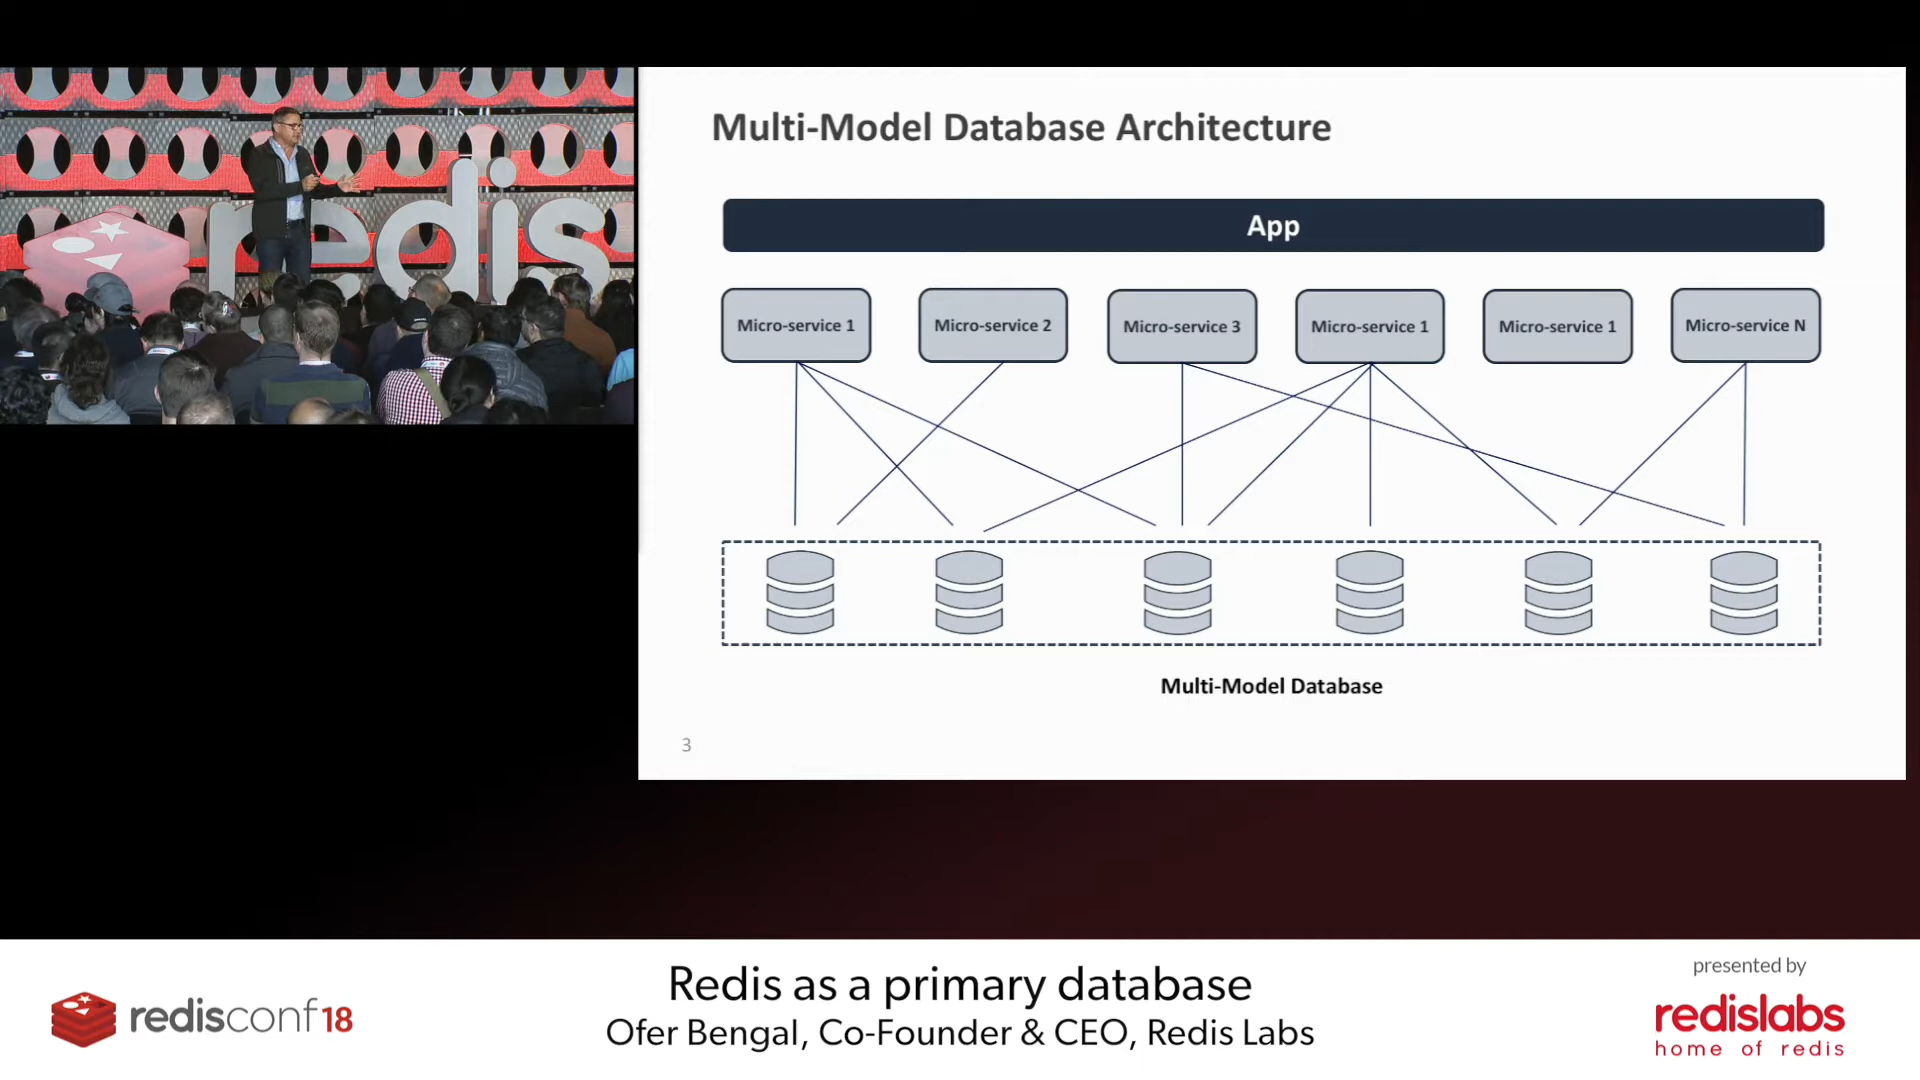 redis
Multi-Model Database Architecture
App
Micro-service 1
Micro-service 2
Micro-service 3
Micro-service 1
Micro-service 1
Micro-service N
Multi-Model Database
3
redisconf18
Redis as a primary database
Ofer Bengal, Co-Founder & CEO, Redis Labs
presented by
redislabs
home of redis